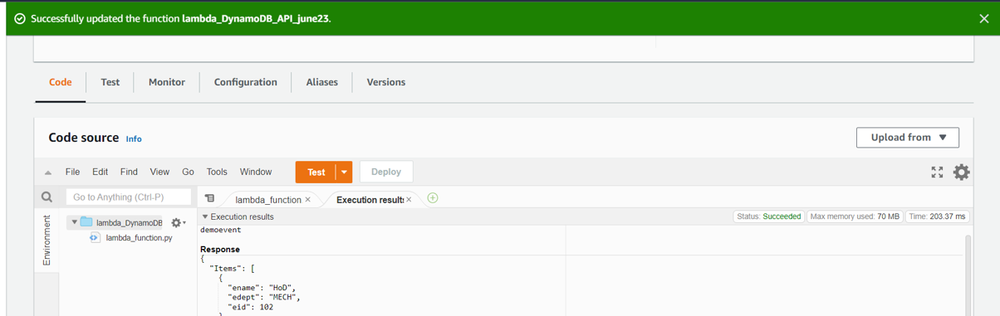 Successfully updated the function lambda_DynamoDB_API_june23.
Code Test Monitor Configuration Aliases Versions
Code source Info Upload from
File Edit Find View Go Tools Window Test Deploy
Go to Anything (Ctrl-P) lambda_function Execution results
Execution results Status: Succeeded Max memory used: 70 MB Time: 203.37 ms
Environment
lambda_DynamoDB
lambda_function.py
demoevent
Response
{
"Items": [
{
"ename": "HoD",
"edept": "MECH",
"eid": 102
}